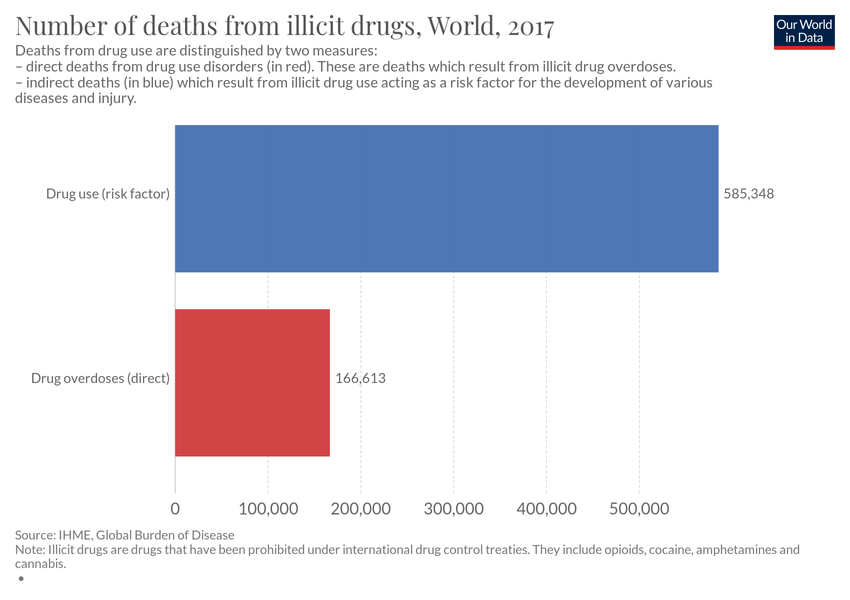 Number of deaths from illicit drugs, World, 2017
Our World
in Data
Deaths from drug use are distinguished by two measures:
– direct deaths from drug use disorders (in red). These are deaths which result from illicit drug overdoses.
– indirect deaths (in blue) which result from illicit drug use acting as a risk factor for the development of various
diseases and injury.
Drug use (risk factor)
585,348
Drug overdoses (direct)
166,613
0
100,000
200,000
300,000
400,000
500,000
Source: IHME, Global Burden of Disease
Note: Illicit drugs are drugs that have been prohibited under international drug control treaties. They include opioids, cocaine, amphetamines and
cannabis.
•